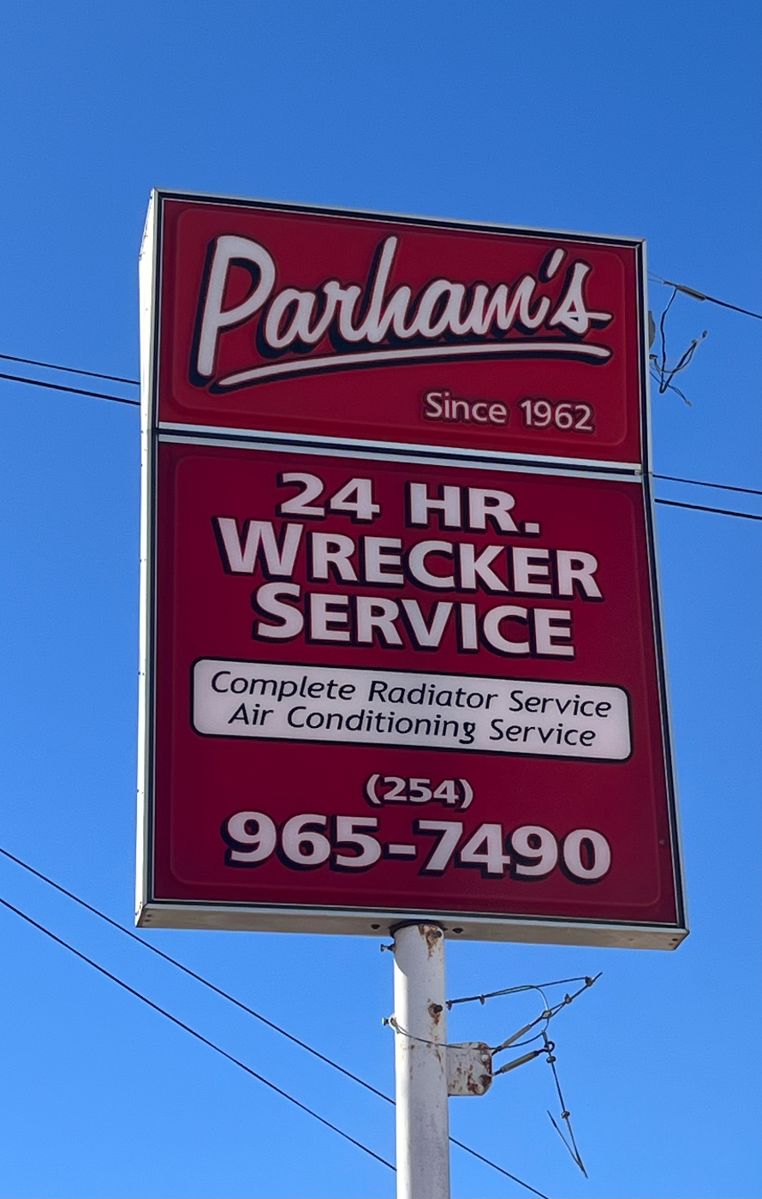 Parham's
Since 1962
24 HR.
WRECKER
SERVICE
Complete Radiator Service
Air Conditioning Service
(254)
965-7490